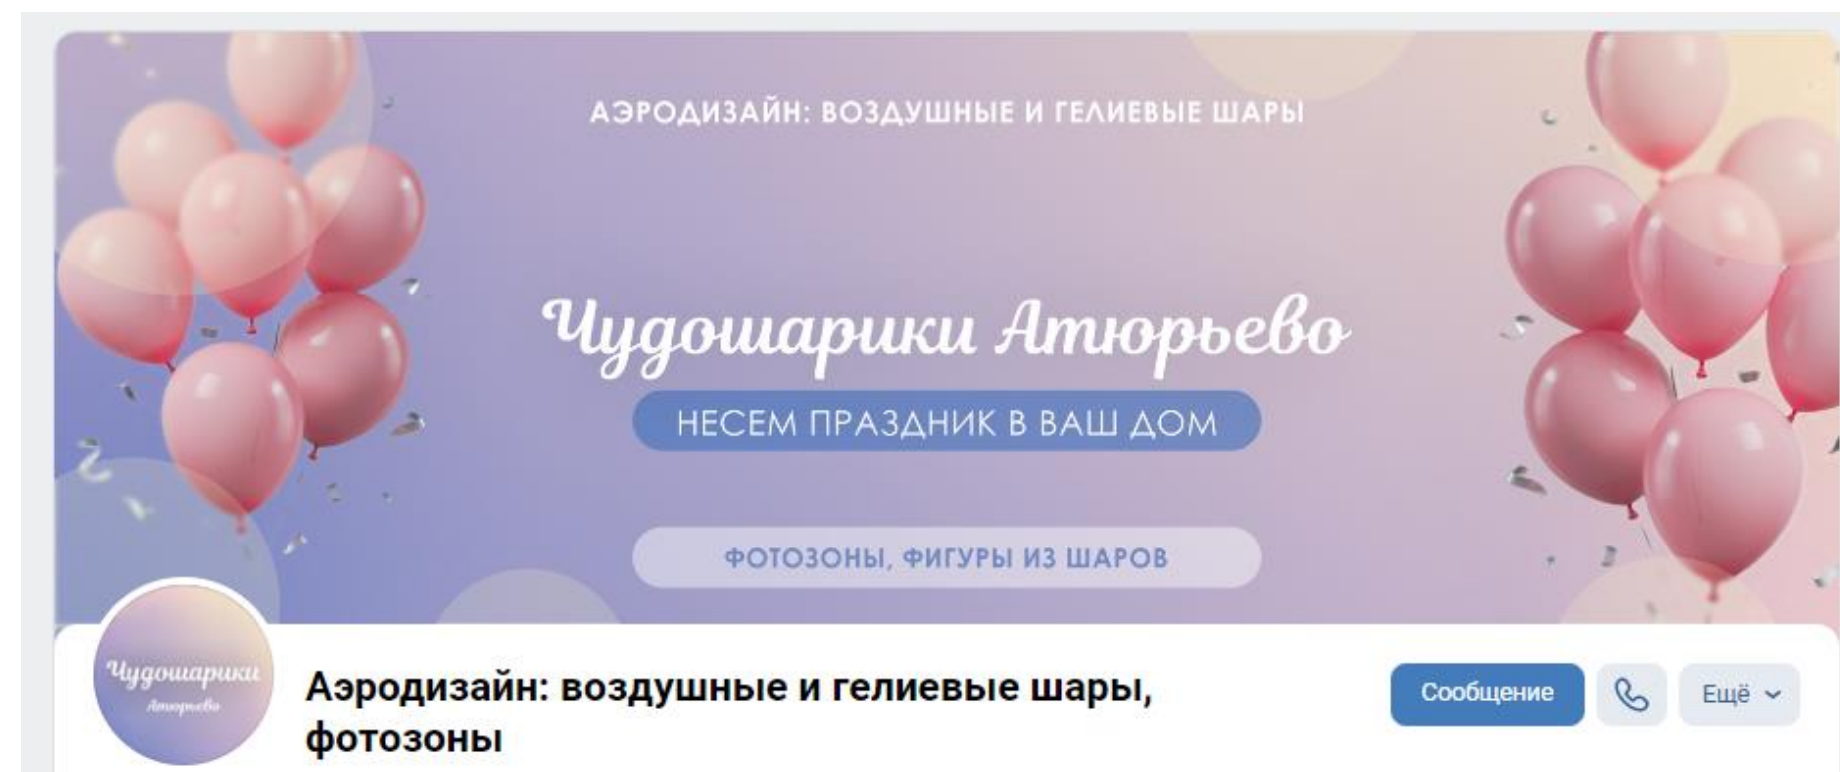 АЭРОДИЗАЙН: ВОЗДУШНЫЕ И ГЕЛИЕВЫЕ ШАРЫ
Чудошарики Атюрьево
НЕСЕМ ПРАЗДНИК В ВАШ ДОМ
ФОТОЗОНЫ, ФИГУРЫ ИЗ ШАРОВ
Чудошарики
Атюрьево
Аэродизайн: воздушные и гелиевые шары,
фотозоны
Сообщение
Ещё